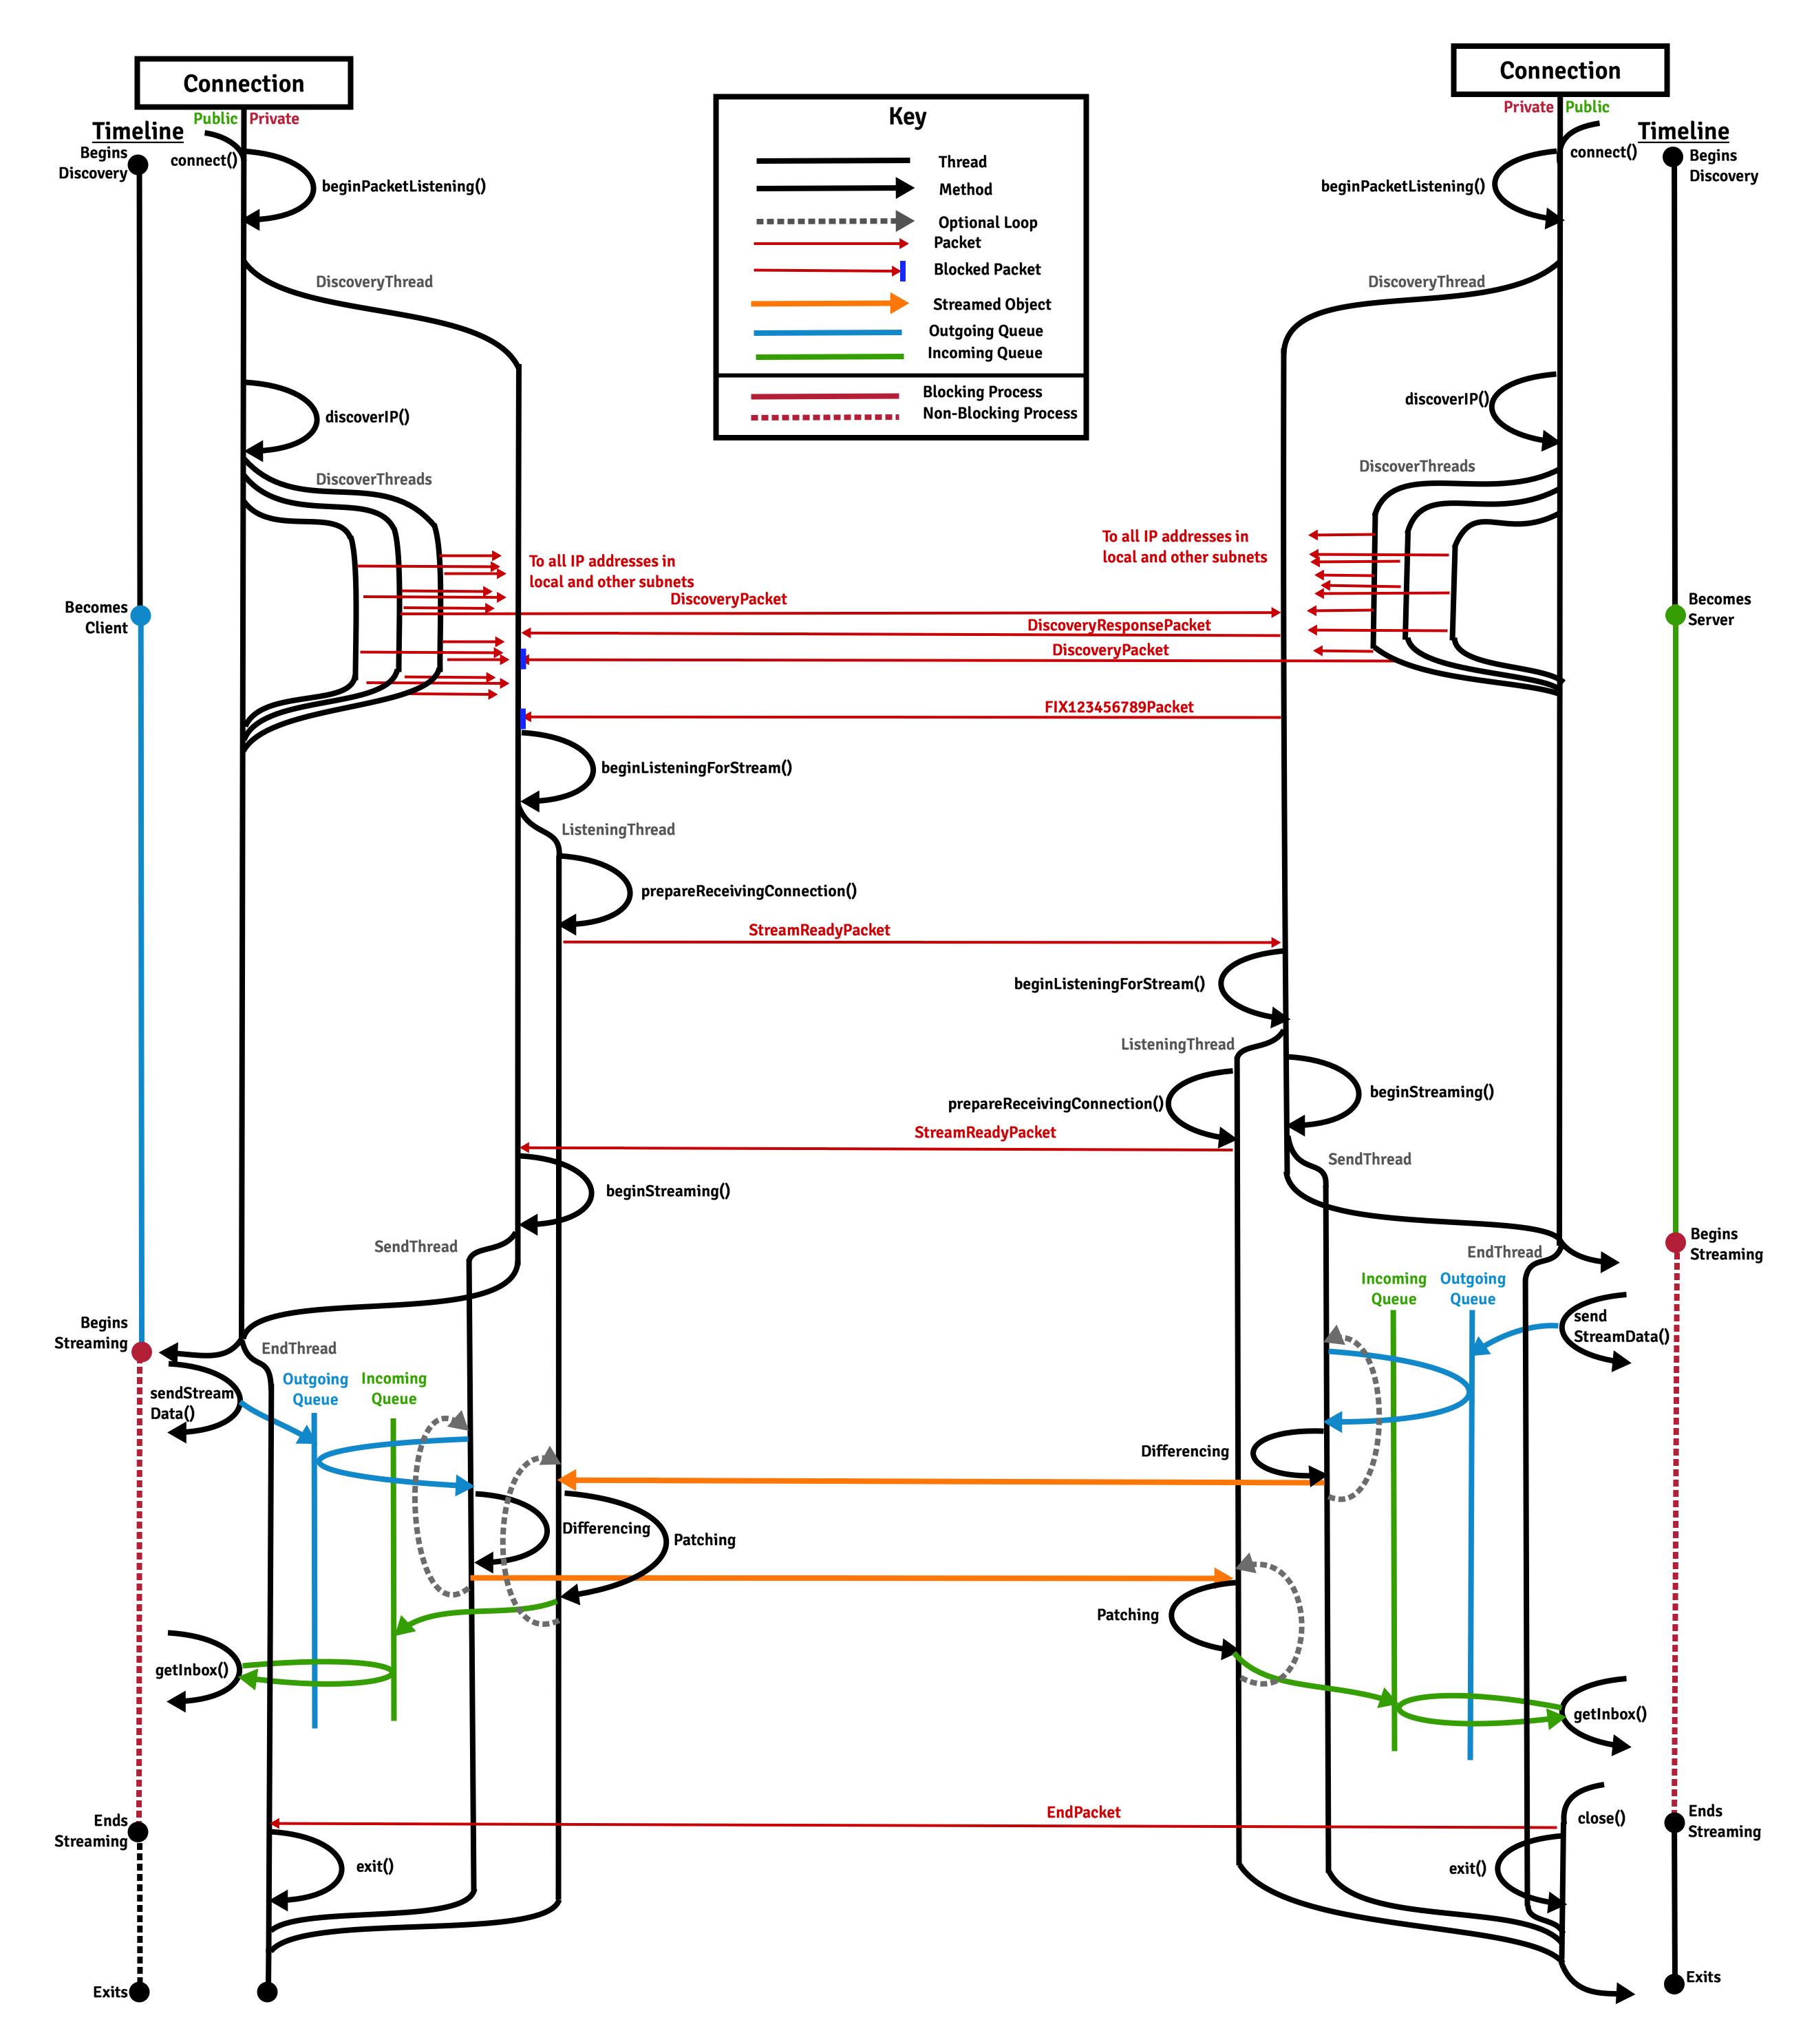 Connection
Connection
Public
Private
Private
Public
Timeline
Timeline
Begins
Discovery
connect()
beginPacketListening()
beginPacketListening()
connect()
Begins
Discovery
Key
Thread
Method
Optional Loop
Packet
Blocked Packet
Streamed Object
Outgoing Queue
Incoming Queue
Blocking Process
Non-Blocking Process
DiscoveryThread
DiscoveryThread
discoverIP()
discoverIP()
DiscoverThreads
DiscoverThreads
To all IP addresses in
local and other subnets
To all IP addresses in
local and other subnets
Becomes
Client
Becomes
Server
DiscoveryPacket
DiscoveryResponsePacket
DiscoveryPacket
FIX123456789Packet
beginListeningForStream()
ListeningThread
prepareReceivingConnection()
StreamReadyPacket
beginListeningForStream()
ListeningThread
beginStreaming()
prepareReceivingConnection()
StreamReadyPacket
SendThread
beginStreaming()
SendThread
Begins
Streaming
EndThread
Incoming
Queue
Outgoing
Queue
send
StreamData()
Begins
Streaming
EndThread
Outgoing
Queue
Incoming
Queue
sendStream
Data()
Differencing
Differencing
Patching
Patching
getInbox()
getInbox()
EndPacket
Ends
Streaming
close()
Ends
Streaming
exit()
exit()
Exits
Exits